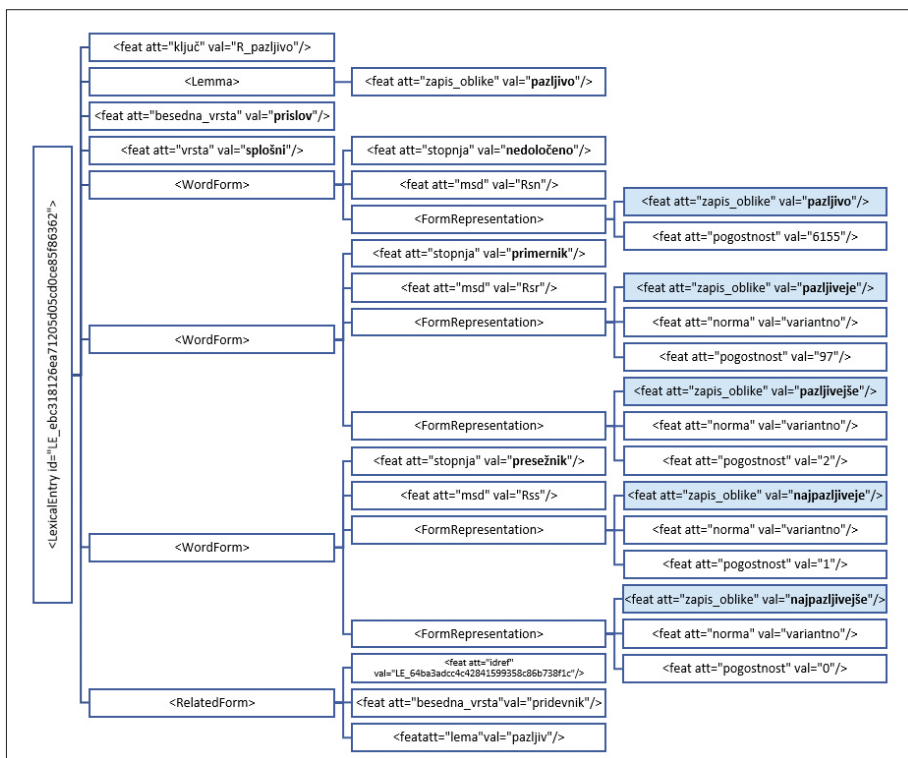 <LexicalEntry id="LE_ebc318126ea71205d05cd0ce85f86362">
<feat att="ključ" val="R_pazljivo"/>
<Lemma>
<feat att="zapis_oblike" val="pazljivo"/>
<feat att="besedna_vrsta" val="prislov"/>
<feat att="vrsta" val="splošni"/>
<WordForm>
<feat att="stopnja" val="nedoločeno"/>
<feat att="msd" val="Rsn"/>
<FormRepresentation>
<feat att="zapis_oblike" val="pazljivo"/>
<feat att="pogostnost" val="6155"/>
<WordForm>
<feat att="stopnja" val="primernik"/>
<feat att="msd" val="Rsr"/>
<FormRepresentation>
<feat att="zapis_oblike" val="pazljiveje"/>
<feat att="norma" val="variantno"/>
<feat att="pogostnost" val="97"/>
<FormRepresentation>
<feat att="zapis_oblike" val="pazljivejše"/>
<feat att="norma" val="variantno"/>
<feat att="pogostnost" val="2"/>
<WordForm>
<feat att="stopnja" val="presežnik"/>
<feat att="msd" val="Rss"/>
<FormRepresentation>
<feat att="zapis_oblike" val="najpazljiveje"/>
<feat att="norma" val="variantno"/>
<feat att="pogostnost" val="1"/>
<FormRepresentation>
<feat att="zapis_oblike" val="najpazljivejše"/>
<feat att="norma" val="variantno"/>
<feat att="pogostnost" val="0"/>
<RelatedForm>
<feat att="idref"
val="LE_64ba3adcc4c42841599358c86b738f1c"/>
<feat att="besedna_vrsta"val="pridevnik"/>
<featatt="lema"val="pazljiv"/>